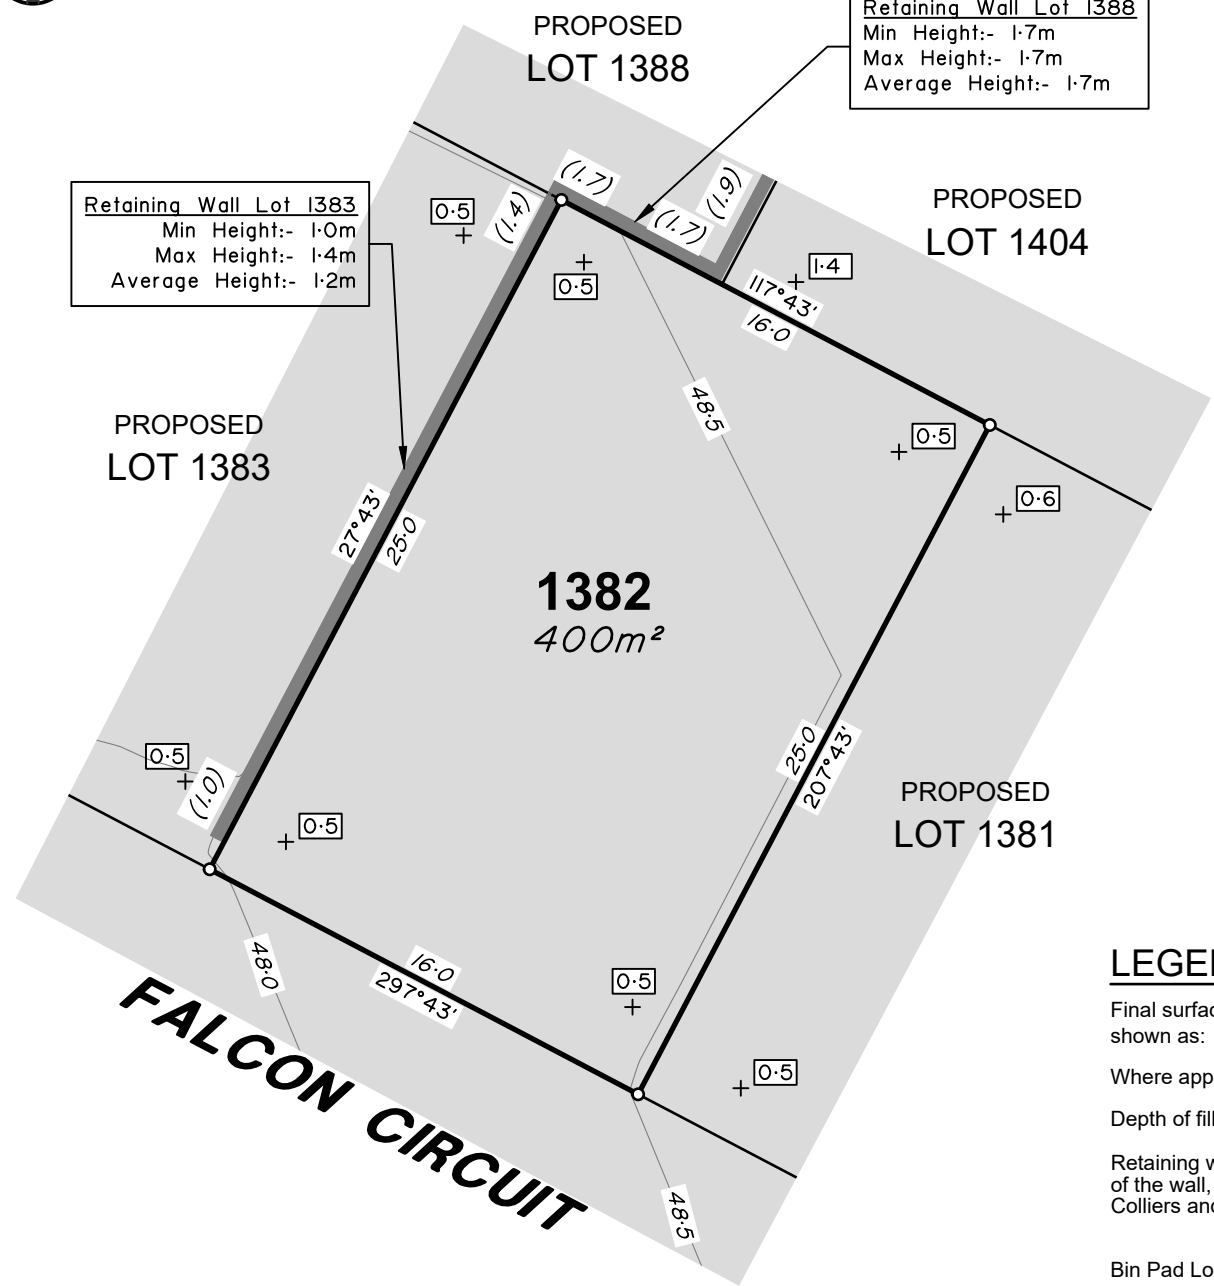 PROPOSED
LOT 1388
Retaining Wall Lot 1388
Min Height:- 1·7m
Max Height:- 1·7m
Average Height:- 1·7m
Retaining Wall Lot 1383
Min Height:- 1·0m
Max Height:- 1·4m
Average Height:- 1·2m
PROPOSED
LOT 1404
(1.7)
(1.9)
(1.4)
(1.7)
0·5
0·5
1·4
117°43'
16·0
48·5
PROPOSED
LOT 1383
0·5
0·6
27°43'
25·0
1382
400m²
25·0
207°43'
0·5
(1.0)
0·5
PROPOSED
LOT 1381
48·0
16·0
297°43'
0·5
0·5
FALCON CIRCUIT
48·5
Final surfac
shown as:
Where app
Depth of fill
Retaining w
of the wall,
Colliers and
Bin Pad Lo